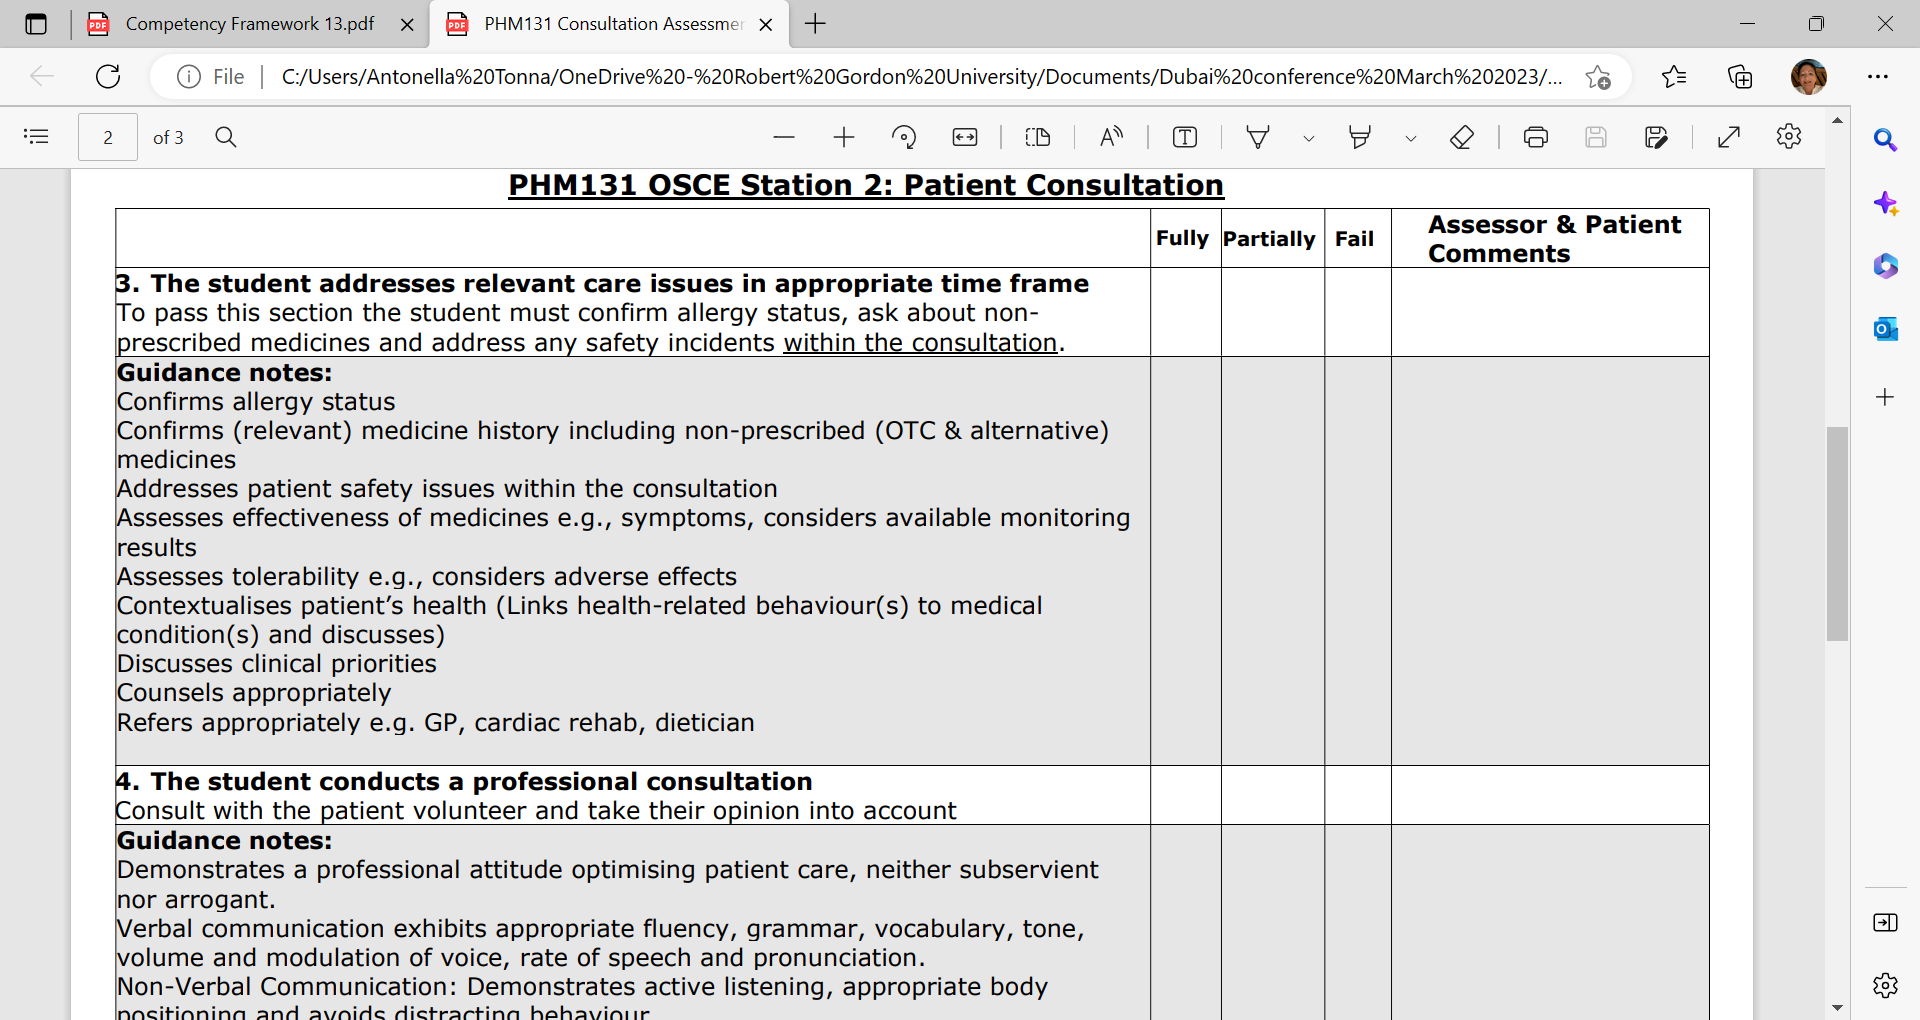 Competency Framework 13.pdf
PHM131 Consultation Assessmen
File
C:/Users/Antonella%20Tonna/OneDrive%20-%20Robert%20Gordon%20University/Documents/Dubai%20conference%20March%202023/...
2 of 3
PHM131 OSCE Station 2: Patient Consultation
Fully Partially Fail Assessor & Patient
Comments
3. The student addresses relevant care issues in appropriate time frame
To pass this section the student must confirm allergy status, ask about non-
prescribed medicines and address any safety incidents within the consultation.
Guidance notes:
Confirms allergy status
Confirms (relevant) medicine history including non-prescribed (OTC & alternative)
medicines
Addresses patient safety issues within the consultation
Assesses effectiveness of medicines e.g., symptoms, considers available monitoring
results
Assesses tolerability e.g., considers adverse effects
Contextualises patient’s health (Links health-related behaviour(s) to medical
condition(s) and discusses)
Discusses clinical priorities
Counsels appropriately
Refers appropriately e.g. GP, cardiac rehab, dietician
4. The student conducts a professional consultation
Consult with the patient volunteer and take their opinion into account
Guidance notes:
Demonstrates a professional attitude optimising patient care, neither subservient
nor arrogant.
Verbal communication exhibits appropriate fluency, grammar, vocabulary, tone,
volume and modulation of voice, rate of speech and pronunciation.
Non-Verbal Communication: Demonstrates active listening, appropriate body
positioning and avoids distracting behaviour